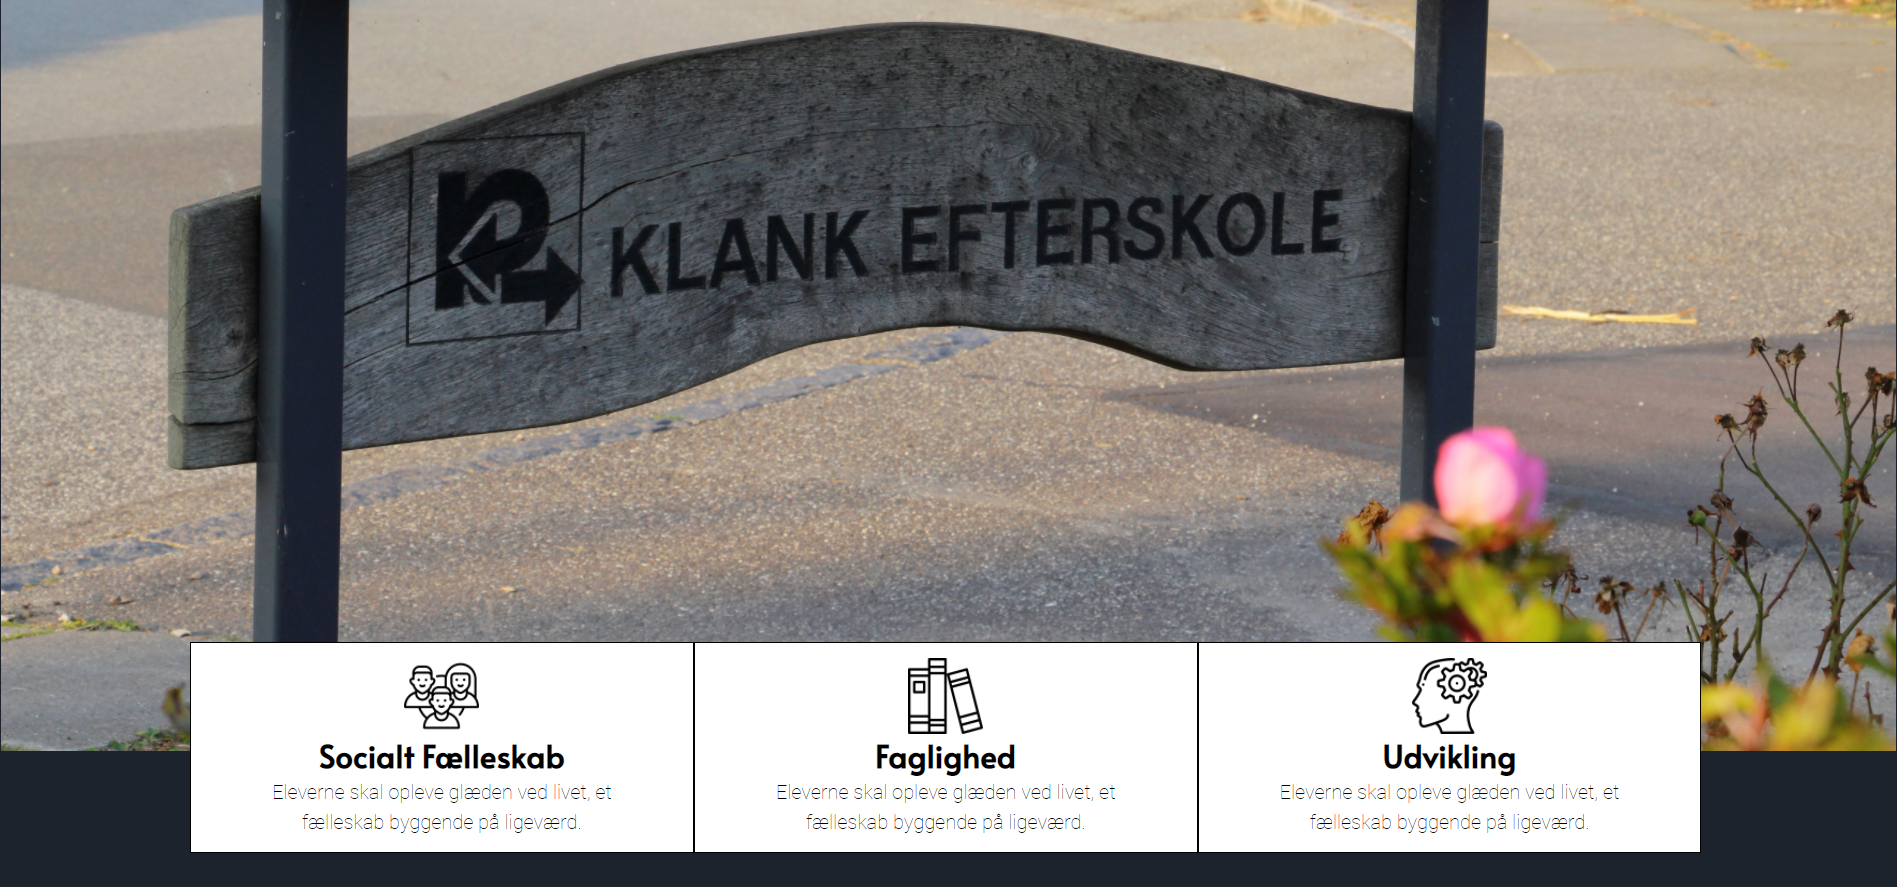 KLANK EFTERSKOLE
Socialt Fælleskab
Eleverne skal opleve glæden ved livet, et
fælleskab byggende på ligeværd.
Faglighed
Eleverne skal opleve glæden ved livet, et
fælleskab byggende på ligeværd.
Udvikling
Eleverne skal opleve glæden ved livet, et
fælleskab byggende på ligeværd.